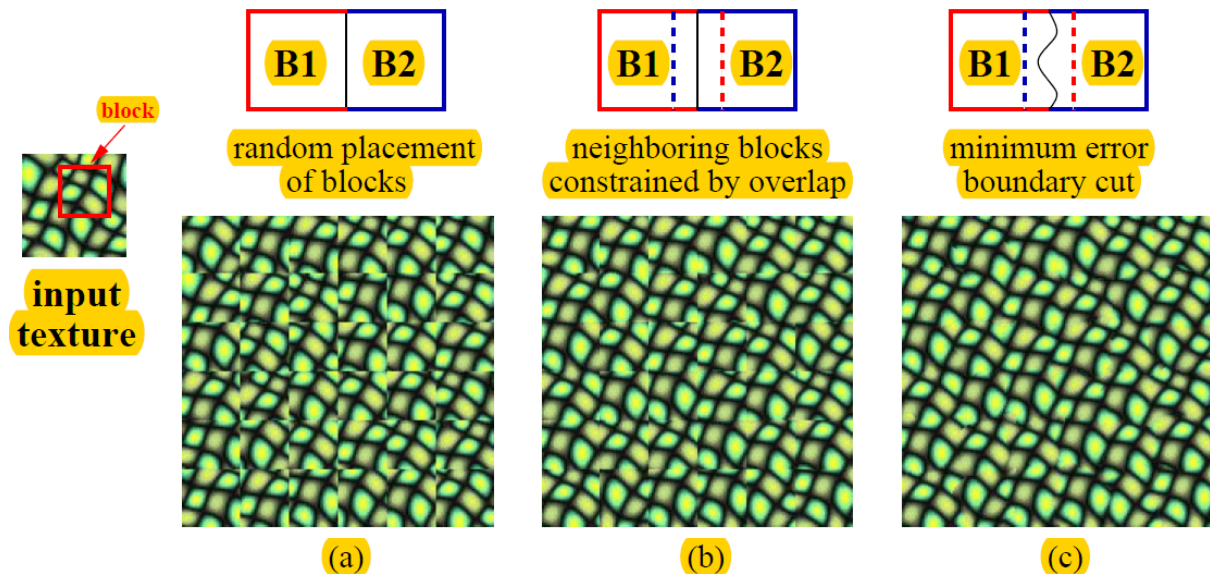 B1 B2
B1 B2
B1 B2
block
random placement
of blocks
neighboring blocks
constrained by overlap
minimum error
boundary cut
input
texture
(a)
(b)
(c)